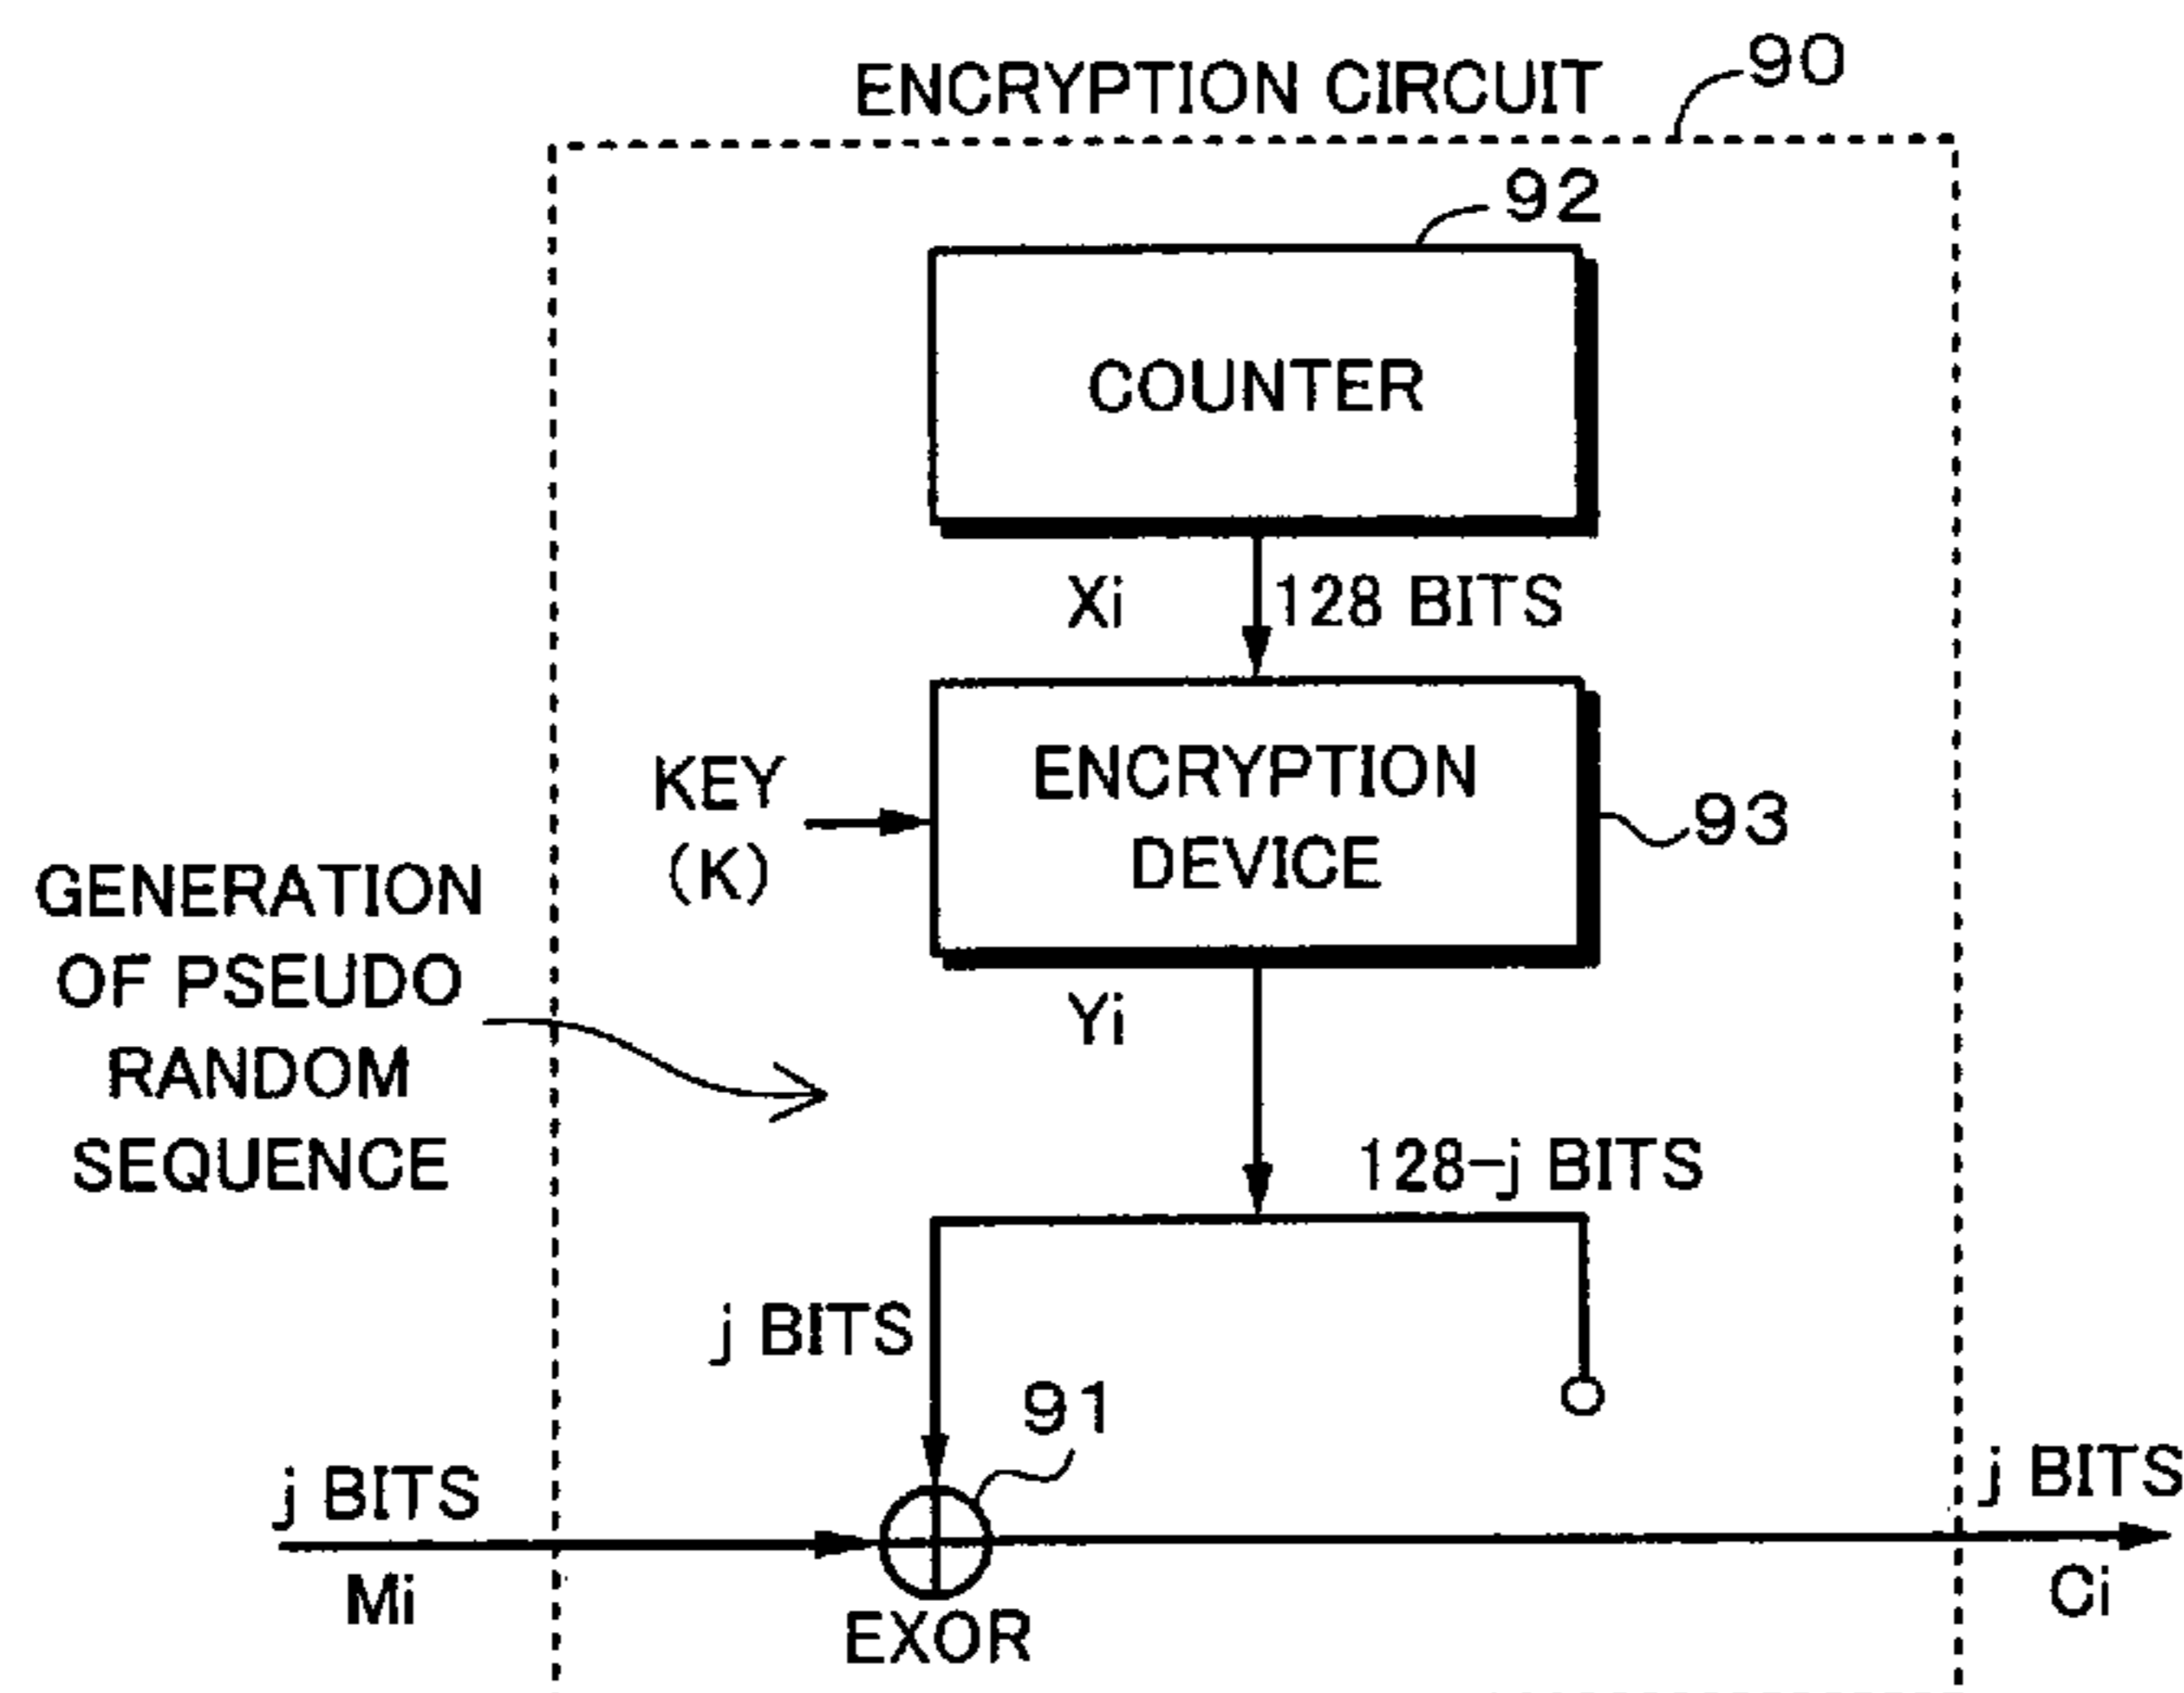 ENCRYPTION CIRCUIT
90
92
COUNTER
Xi
128 BITS
KEY
(K)
ENCRYPTION
DEVICE
93
GENERATION
OF PSEUDO
RANDOM
SEQUENCE
Yi
128-j BITS
j BITS
91
j BITS
Mi
EXOR
j BITS
Ci